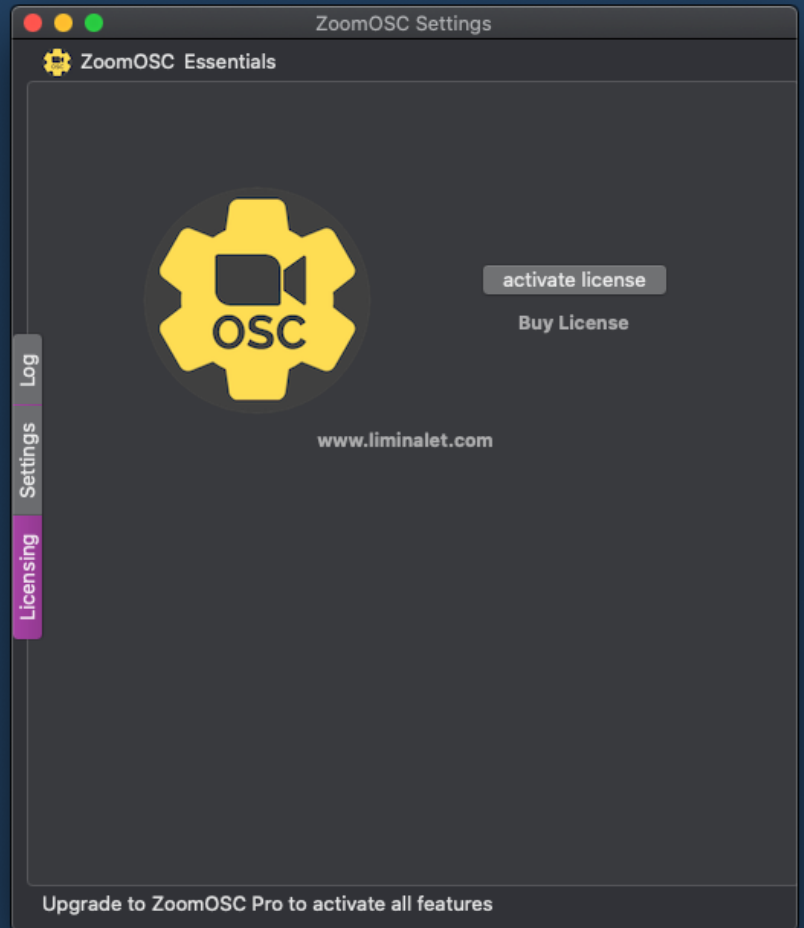 ZoomOSC Settings
ZoomOSC Essentials
OSC
activate license
Buy License
www.liminalet.com
Log
Settings
Licensing
Upgrade to ZoomOSC Pro to activate all features